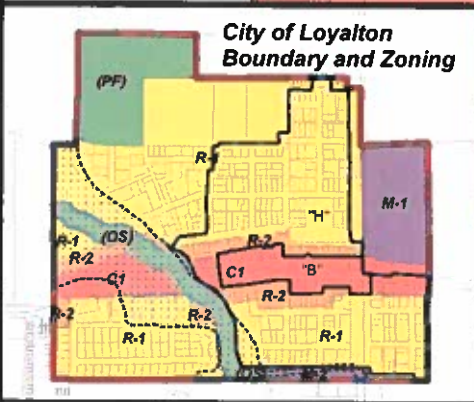 City of Loyalton
Boundary and Zoning
(PF)
R-
M-1
"H"
(OS)
R-1
R-2
R-2
C1
C1
"B"
R-2
R-2
R-2
R-1
R-1